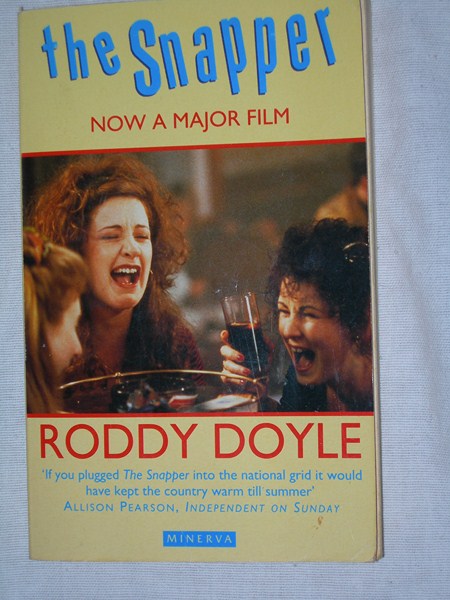 the Snapper
NOW A MAJOR FILM
RODDY DOYLE
‘If you plugged The Snapper into the national grid it would
have kept the country warm till summer’
ALLISON PEARSON, INDEPENDENT ON SUNDAY
MINERVA